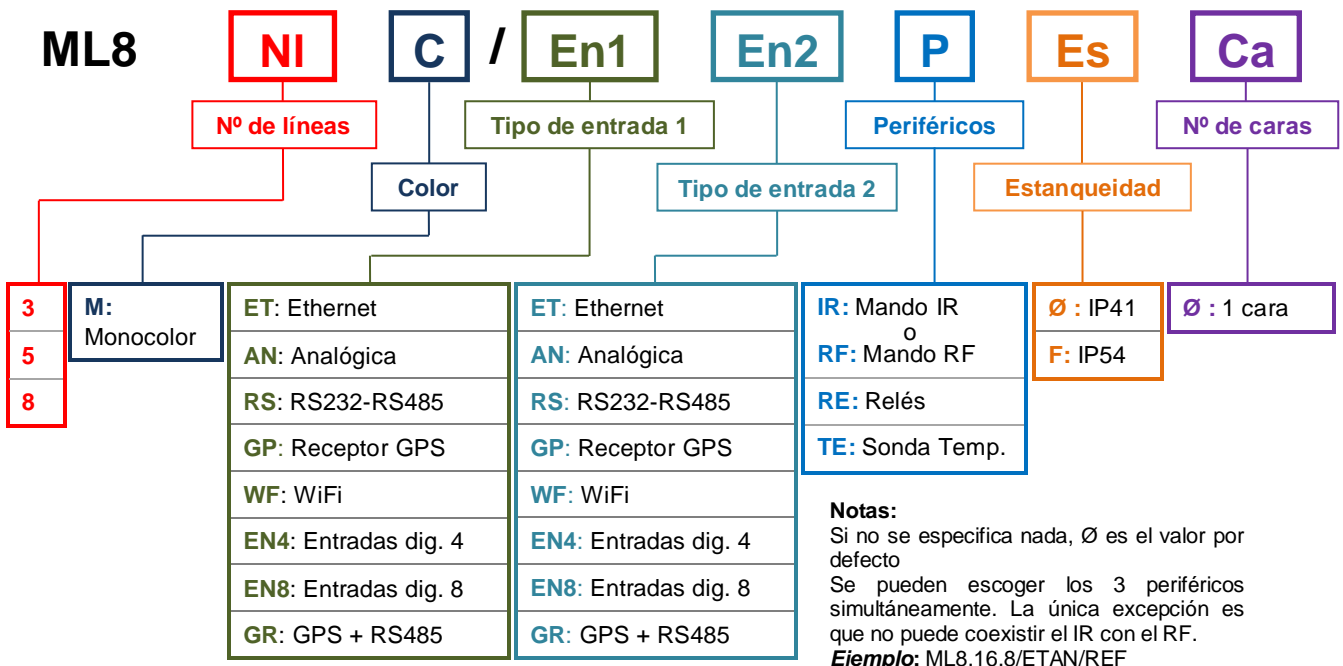 ML8 Nl C / En1 En2 P Es Ca
Nº de líneas
Tipo de entrada 1
Periféricos
Nº de caras
Color
Tipo de entrada 2
Estanqueidad
3
5
8
M:
Monocolor
ET: Ethernet
AN: Analógica
RS: RS232-RS485
GP: Receptor GPS
WF: WiFi
EN4: Entradas dig. 4
EN8: Entradas dig. 8
GR: GPS + RS485
ET: Ethernet
AN: Analógica
RS: RS232-RS485
GP: Receptor GPS
WF: WiFi
EN4: Entradas dig. 4
EN8: Entradas dig. 8
GR: GPS + RS485
IR: Mando IR
o
RF: Mando RF
RE: Relés
TE: Sonda Temp.
Ø : IP41
F: IP54
Ø : 1 cara
Notas:
Si no se especifica nada, Ø es el valor por
defecto
Se pueden escoger los 3 periféricos
simultáneamente. La única excepción es
que no puede coexistir el IR con el RF.
Ejemplo: ML8.16.8/ETAN/REF